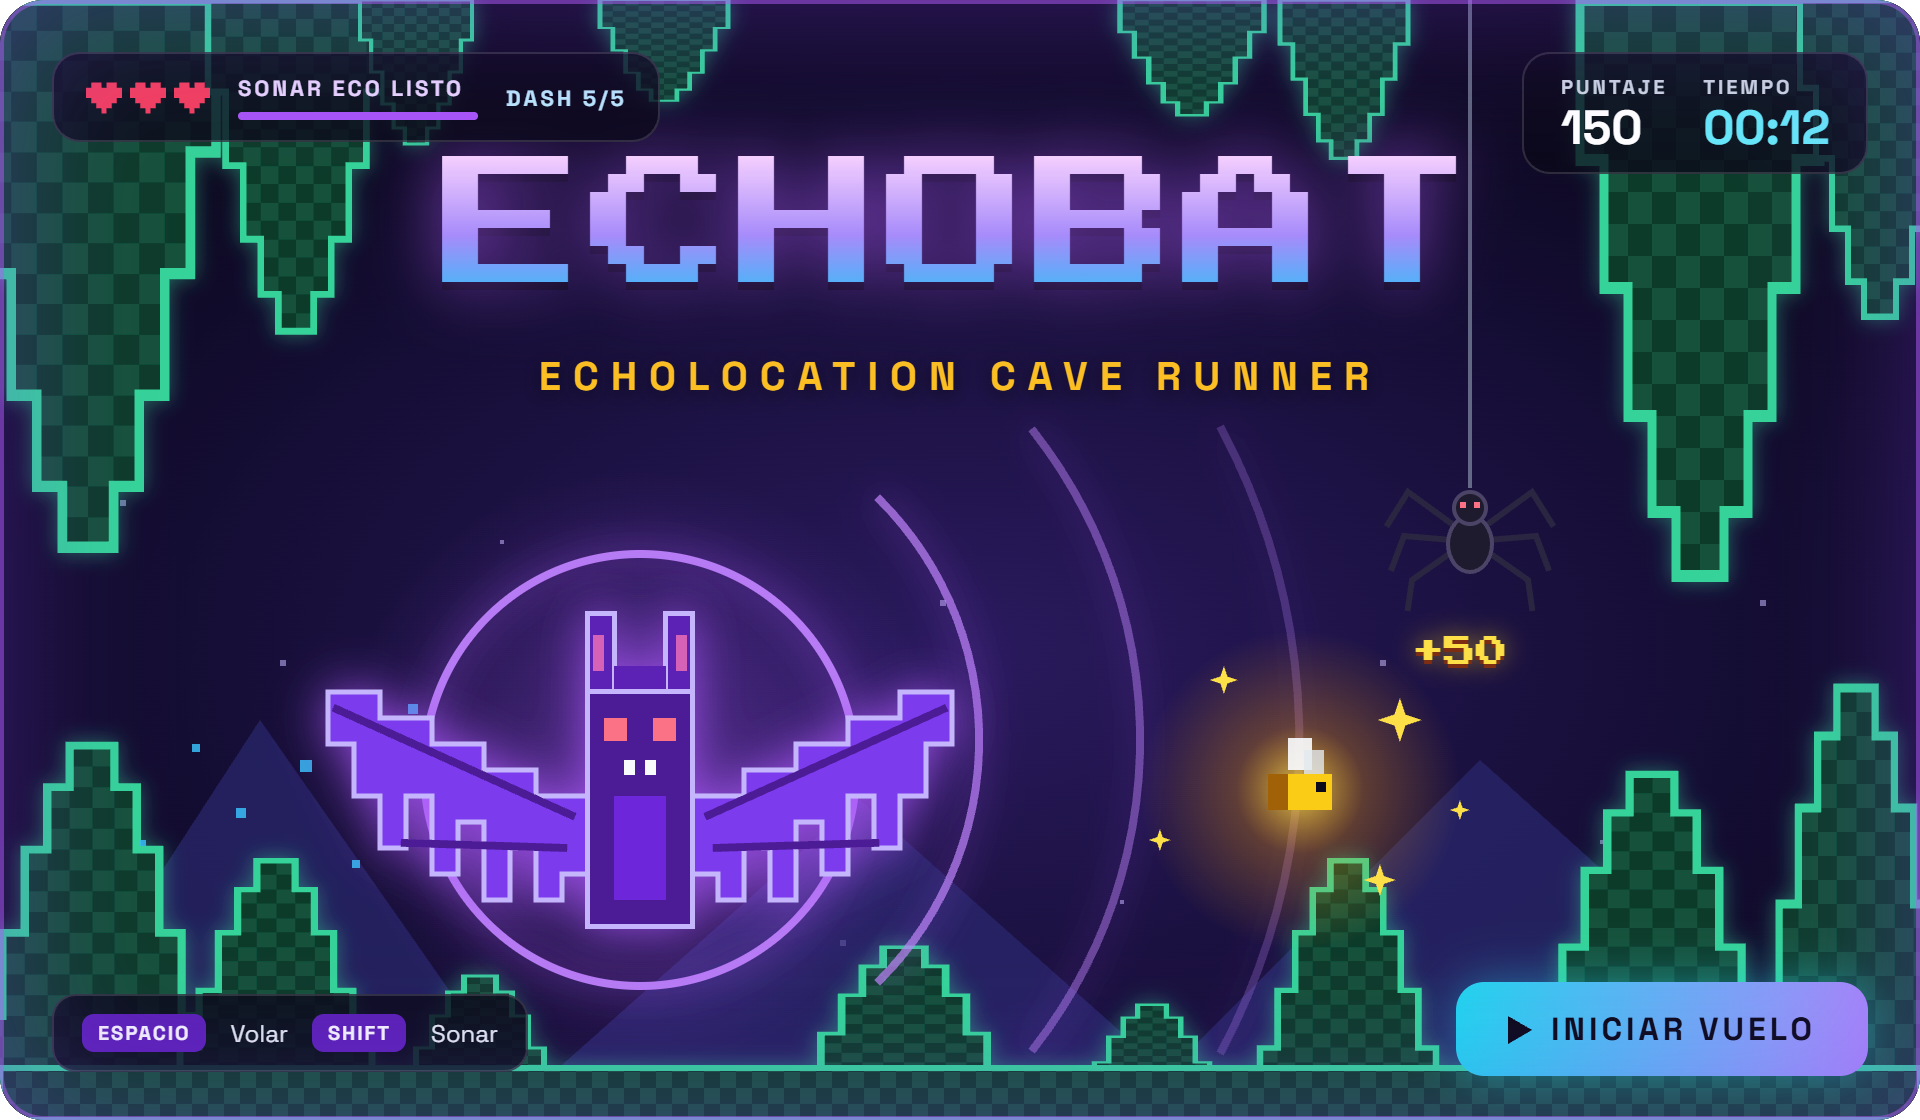 SONAR ECO LISTO
DASH 5/5
PUNTAJE
150
TIEMPO
00:12
ECHOBAT
ECHOLOCATION CAVE RUNNER
+50
ESPACIO Volar SHIFT Sonar
INICIAR VUELO